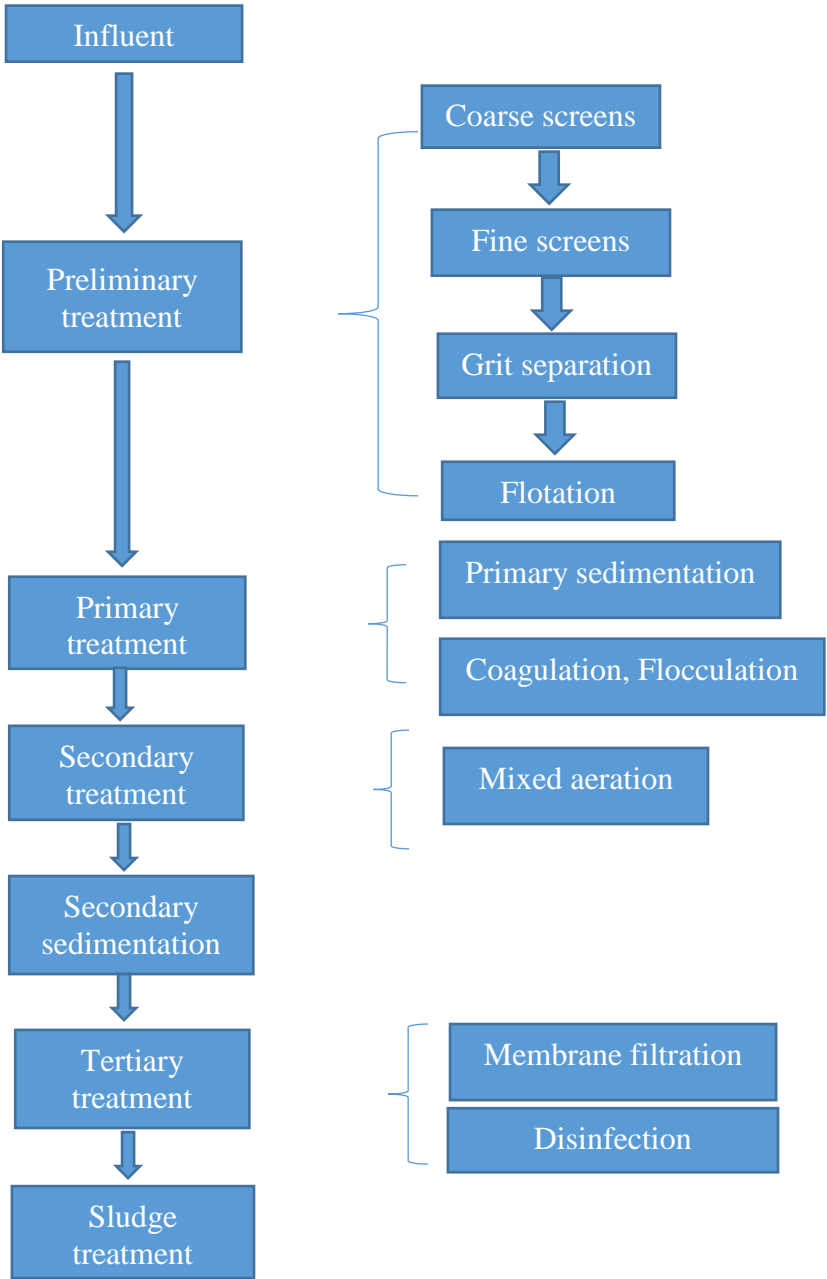 Influent
Coarse screens
Fine screens
Preliminary
treatment
Grit separation
Flotation
Primary sedimentation
Primary
treatment
Coagulation, Flocculation
Secondary
treatment
Mixed aeration
Secondary
sedimentation
Tertiary
treatment
Membrane filtration
Disinfection
Sludge
treatment